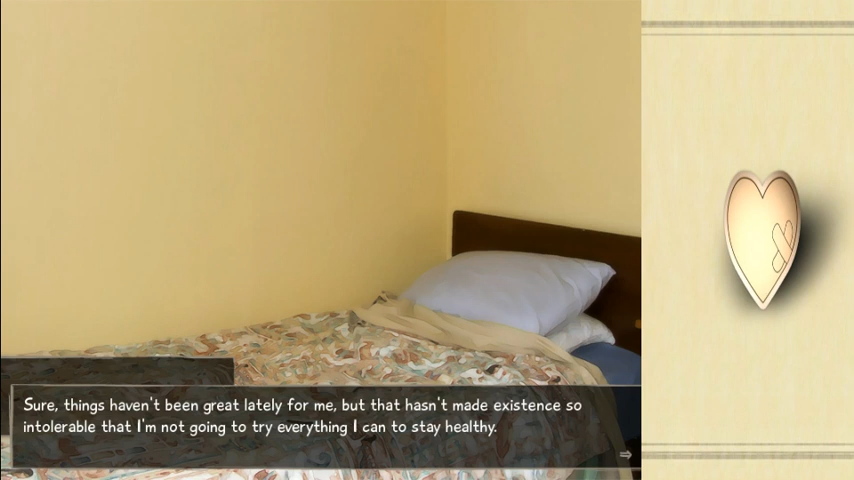 Sure, things haven't been great lately for me, but that hasn't made existence so
intolerable that I'm not going to try everything I can to stay healthy.